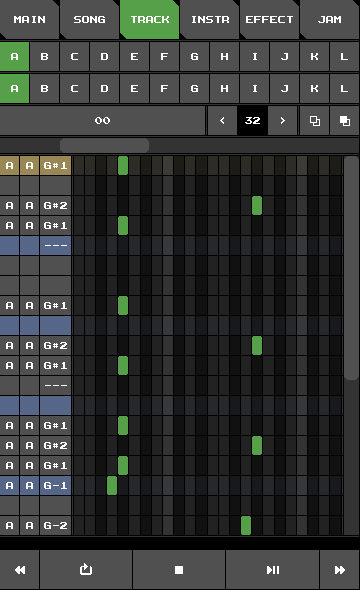 MAIN SONG TRACK INSTR EFFECT JAM
A B C D E F G H I J K L
A B C D E F G H I J K L
00 < 32 >
A A G#1
A A G#2
A A G#1
---
A A G#1
A A G#2
A A G#1
---
A A G#1
A A G#2
A A G#1
A A G-1
A A G-2